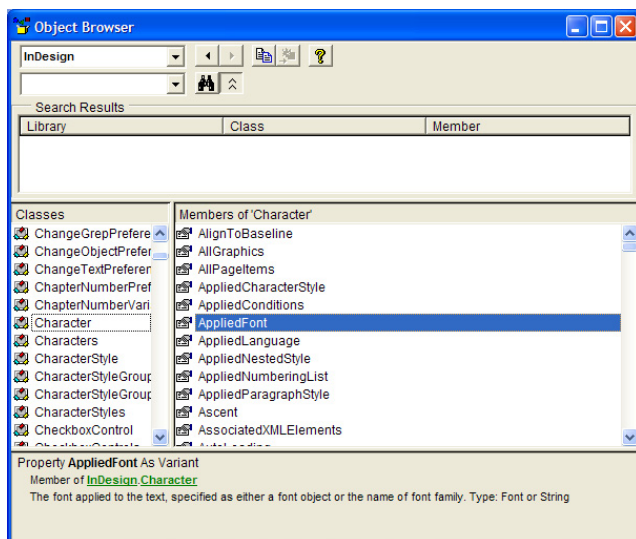 Object Browser
InDesign
Search Results
Library Class Member
Classes
ChangeGrepPrefere
ChangeObjectPrefer
ChangeTextPreferen
ChapterNumberPref
ChapterNumberVari
Character
Characters
CharacterStyle
CharacterStyleGroup
CharacterStyleGroup
CharacterStyles
CheckboxControl
CheckboxControls
Members of 'Character'
AlignToBaseline
AllGraphics
AllPageItems
AppliedCharacterStyle
AppliedConditions
AppliedFont
AppliedLanguage
AppliedNestedStyle
AppliedNumberingList
AppliedParagraphStyle
Ascent
AssociatedXMLElements
AutoLeading
Property AppliedFont As Variant
Member of InDesign.Character
The font applied to the text, specified as either a font object or the name of font family. Type: Font or String